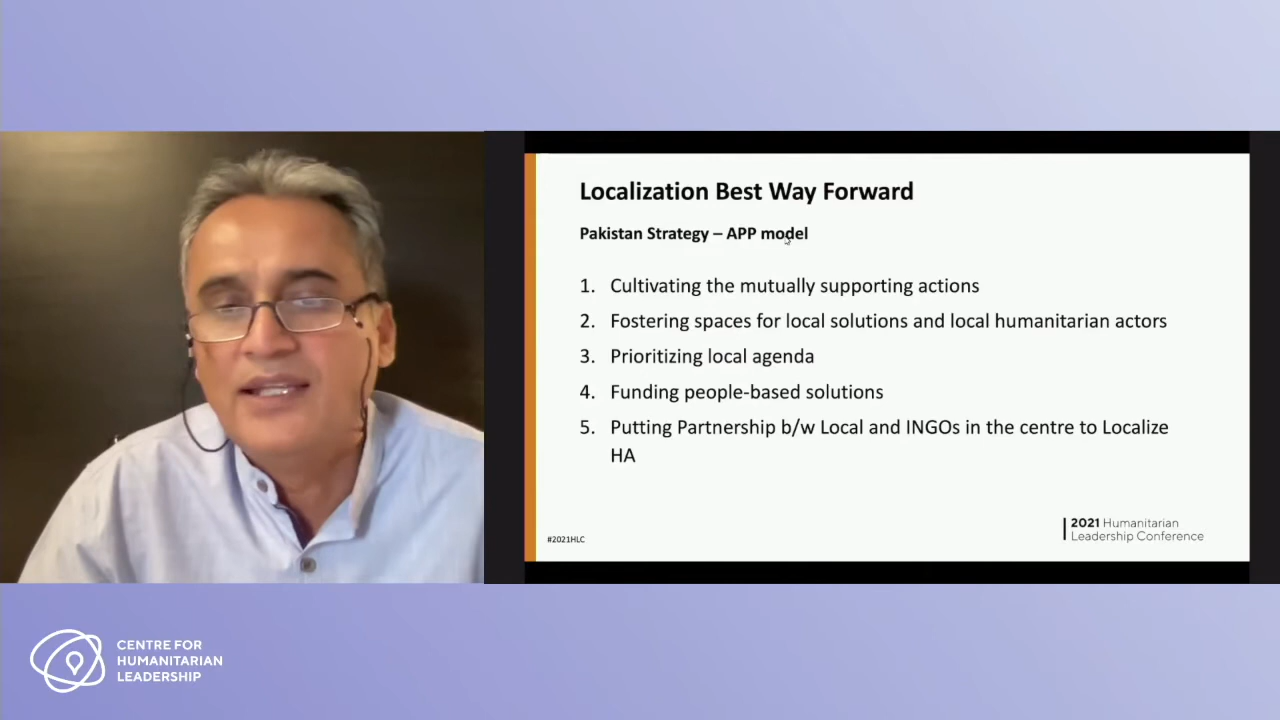 Localization Best Way Forward
Pakistan Strategy – APP model
1. Cultivating the mutually supporting actions
2. Fostering spaces for local solutions and local humanitarian actors
3. Prioritizing local agenda
4. Funding people-based solutions
5. Putting Partnership b/w Local and INGOs in the centre to Localize
HA
#2021HLC
2021 Humanitarian
Leadership Conference
CENTRE FOR
HUMANITARIAN
LEADERSHIP